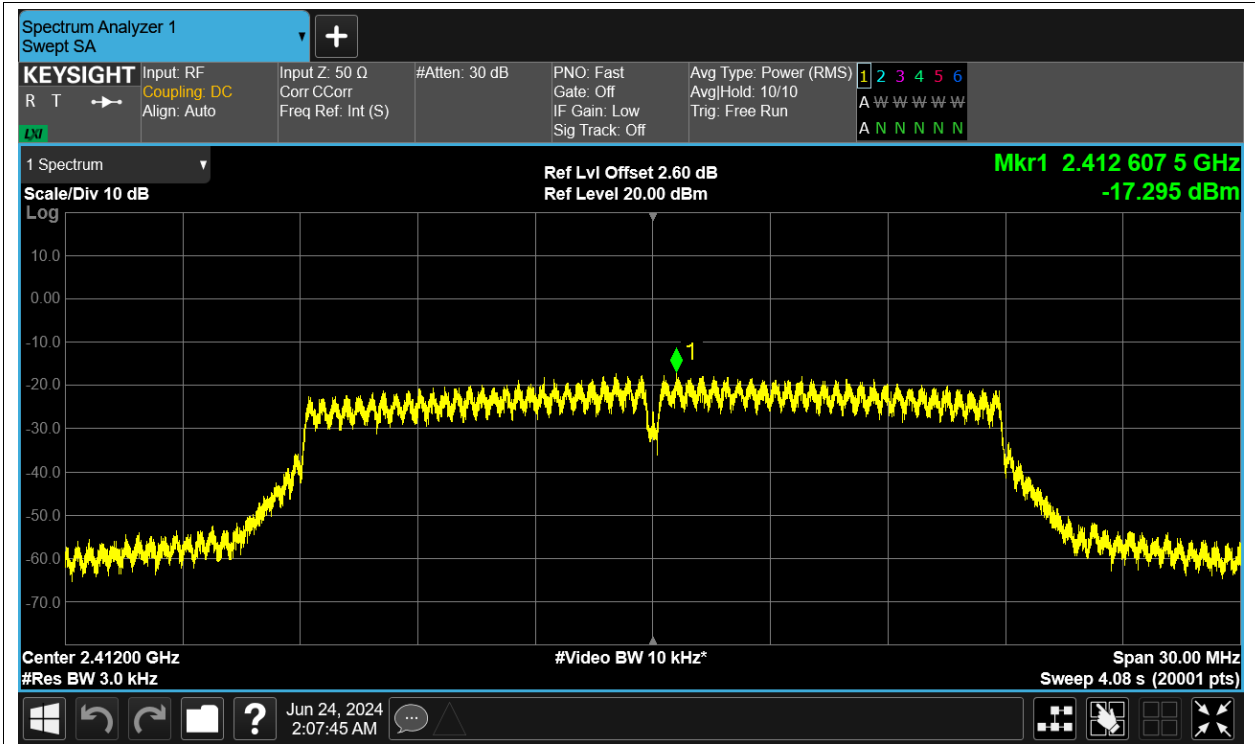 Spectrum Analyzer 1
Swept SA
KEYSIGHT
R T
LXI
Input: RF
Coupling: DC
Align: Auto
Input Z: 50 Ω
Corr CCorr
Freq Ref: Int (S)
#Atten: 30 dB
PNO: Fast
Gate: Off
IF Gain: Low
Sig Track: Off
Avg Type: Power (RMS)
Avg|Hold: 10/10
Trig: Free Run
1 2 3 4 5 6
A W W W W W
A N N N N N
1 Spectrum
Scale/Div 10 dB
Log
Ref Lvl Offset 2.60 dB
Ref Level 20.00 dBm
Mkr1 2.412 607 5 GHz
-17.295 dBm
10.0
0.00
-10.0
1
-20.0
-30.0
-40.0
-50.0
-60.0
-70.0
Center 2.41200 GHz
#Res BW 3.0 kHz
#Video BW 10 kHz*
Span 30.00 MHz
Sweep 4.08 s (20001 pts)
?
Jun 24, 2024
2:07:45 AM